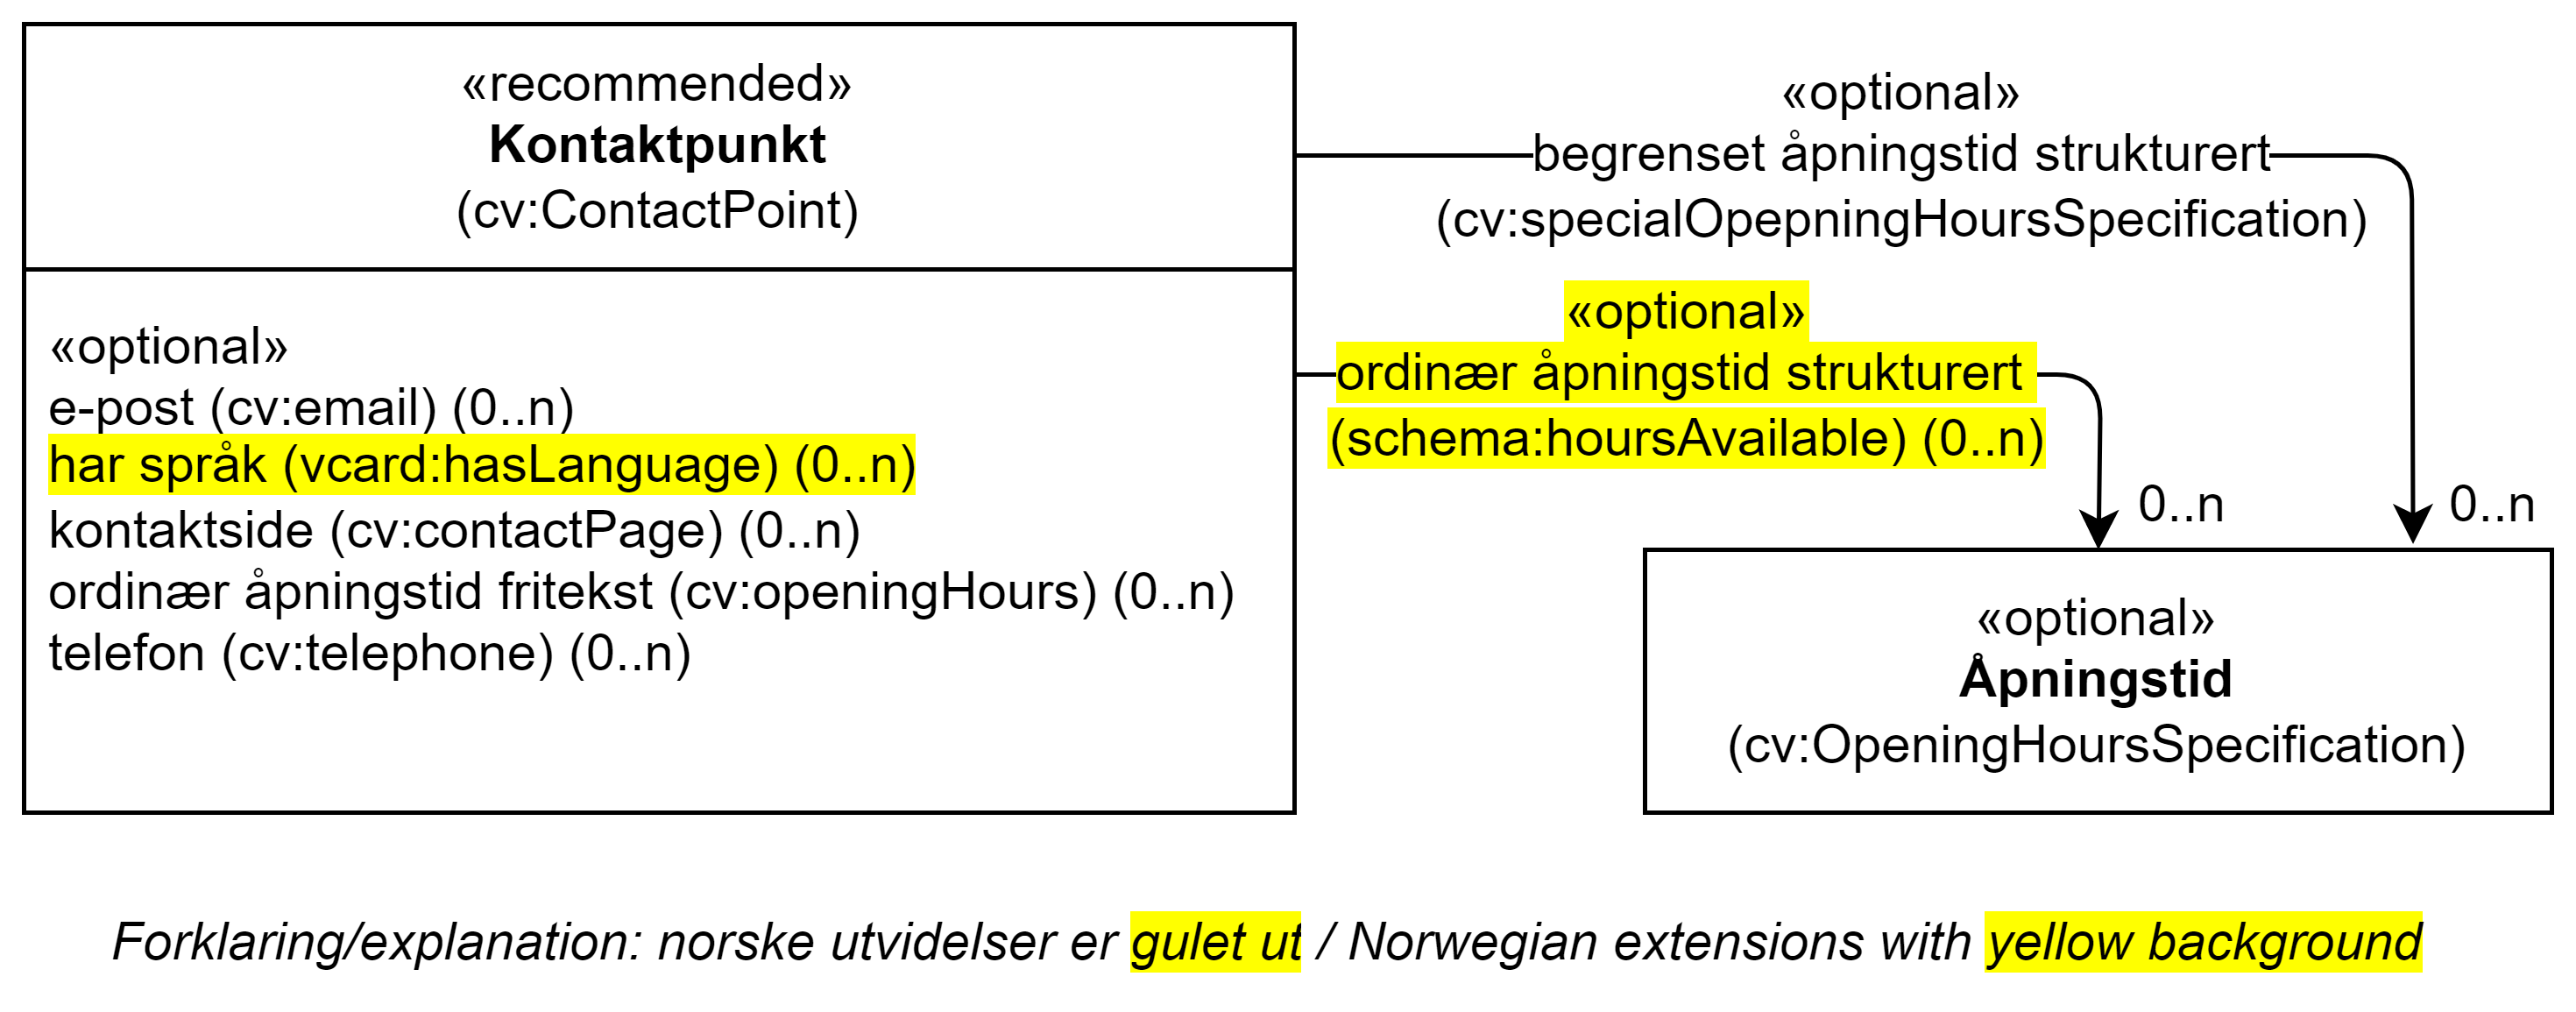 «recommended»
Kontaktpunkt
(cv:ContactPoint)
«optional»
e-post (cv:email) (0..n)
har språk (vcard:hasLanguage) (0..n)
kontaktside (cv:contactPage) (0..n)
ordinær åpningstid fritekst (cv:openingHours) (0..n)
telefon (cv:telephone) (0..n)
«optional»
begrenset åpningstid strukturert
(cv:specialOpepningHoursSpecification)
«optional»
ordinær åpningstid strukturert
(schema:hoursAvailable) (0..n)
0..n
0..n
«optional»
Åpningstid
(cv:OpeningHoursSpecification)
Forklaring/explanation: norske utvidelser er gulet ut / Norwegian extensions with yellow background